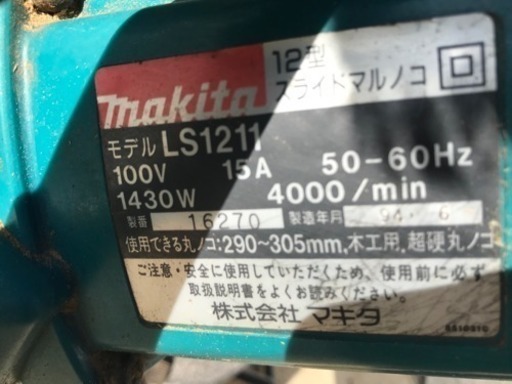 makita
12型
スライドマルノコ
モデル LS1211
100V 15A 50-60Hz
1430W 4000/min
製番 16270 製造年月 94.6
使用できる丸ノコ:290~305mm,木工用,超硬丸ノコ
ご注意・安全に使用していただくため、使用前に必ず
取扱説明書をよくお読みください。
株式会社 マキタ